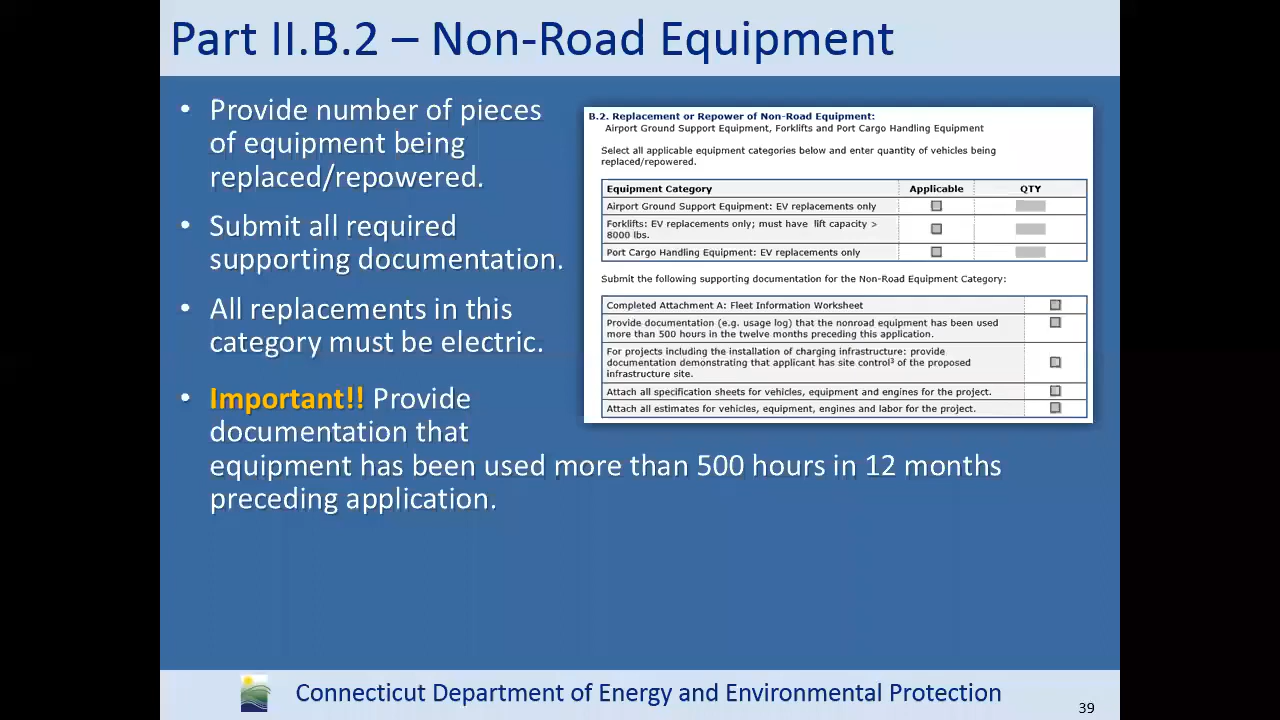 Part II.B.2 – Non-Road Equipment
• Provide number of pieces
of equipment being
replaced/repowered.
• Submit all required
supporting documentation.
• All replacements in this
category must be electric.
• Important!! Provide
documentation that
equipment has been used more than 500 hours in 12 months
preceding application.
B.2. Replacement or Repower of Non-Road Equipment:
Airport Ground Support Equipment, Forklifts and Port Cargo Handling Equipment
Select all applicable equipment categories below and enter quantity of vehicles being
replaced/repowered.
Equipment Category Applicable QTY
Airport Ground Support Equipment: EV replacements only
Forklifts: EV replacements only; must have lift capacity >
8000 lbs.
Port Cargo Handling Equipment: EV replacements only
Submit the following supporting documentation for the Non-Road Equipment Category:
Completed Attachment A: Fleet Information Worksheet
Provide documentation (e.g. usage log) that the nonroad equipment has been used
more than 500 hours in the twelve months preceding this application.
For projects including the installation of charging infrastructure: provide
documentation demonstrating that applicant has site control³ of the proposed
infrastructure site.
Attach all specification sheets for vehicles, equipment and engines for the project.
Attach all estimates for vehicles, equipment, engines and labor for the project.
Connecticut Department of Energy and Environmental Protection
39